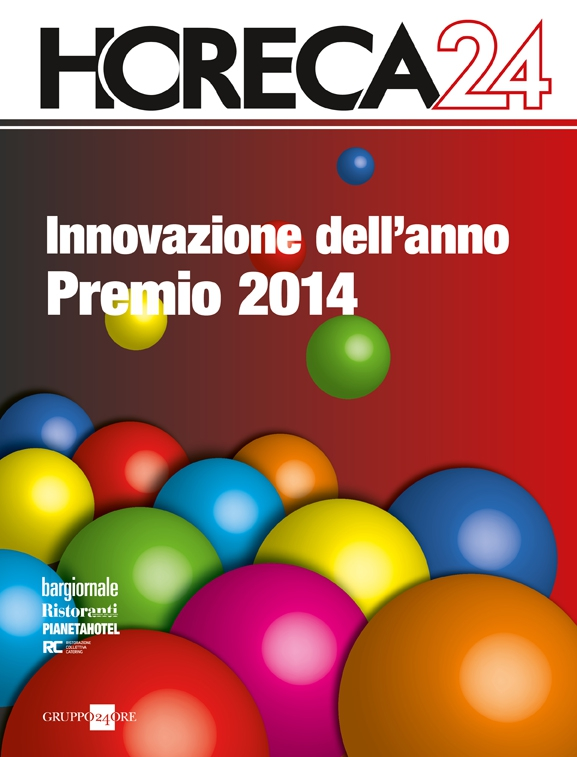 HORECA24
Innovazione dell'anno
Premio 2014
bargiornale
Ristoranti
PIANETAHOTEL
RC RISTORAZIONE
COLLETTIVA
CATERING
GRUPPO24ORE